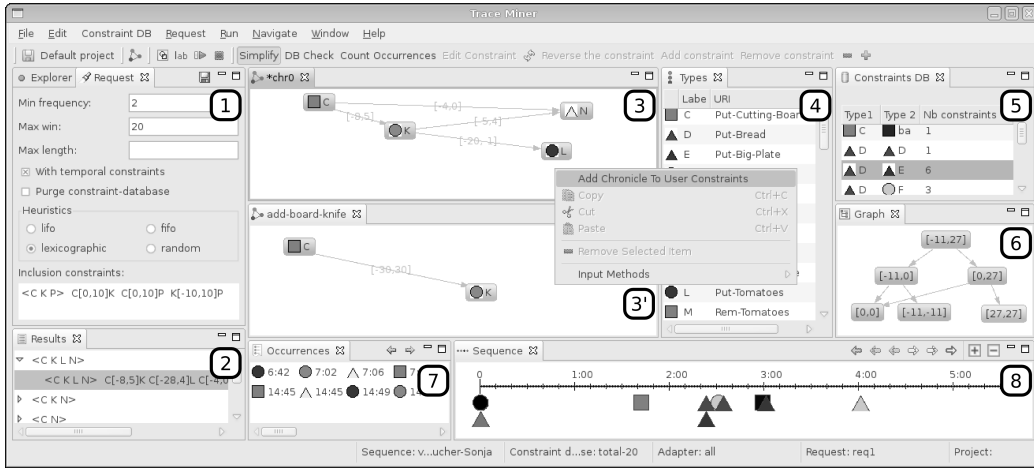 Trace Miner
File Edit Constraint DB Request Run Navigate Window Help
Default project lab Simplify DB Check Count Occurrences Edit Constraint Reverse the constraint Add constraint Remove constraint
Explorer Request
1
Min frequency: 2
Max win: 20
Max length:
With temporal constraints
Purge constraint-database
Heuristics
lifo fifo
lexicographic random
Inclusion constraints:
<C K P> C[0,10]K C[0,10]P K[-10,10]P
Results
2
<C K L N>
<C K L N> C[-8,5]K C[-28,4]L C[-4,0
<C K N>
<C N>
*chr0
3
C
[-4,0]
N
[-8,5]
K
[-5,4]
[-20,-1]
L
add-board-knife
C
[-30,30]
K
3'
Add Chronicle To User Constraints
Copy Ctrl+C
Cut Ctrl+X
Paste Ctrl+V
Remove Selected item
Input Methods
Types
4
Labe URI
C Put-Cutting-Boar
D Put-Bread
E Put-Big-Plate
e
L Put-Tomatoes
M Rem-Tomatoes
Constraints DB
5
Type1 Type 2 Nb constraints
C ba 1
D D 1
D E 6
D F 3
Graph
6
[-11,27]
[-11,0] [0,27]
[0,0] [-11,-11] [27,27]
Occurrences
7
6:42 7:02 7:06 7:
14:45 14:45 14:49 14
Sequence
8
0 1:00 2:00 3:00 4:00 5:00
Sequence: v...ucher-Sonja Constraint d...se: total-20 Adapter: all Request: req1 Project: